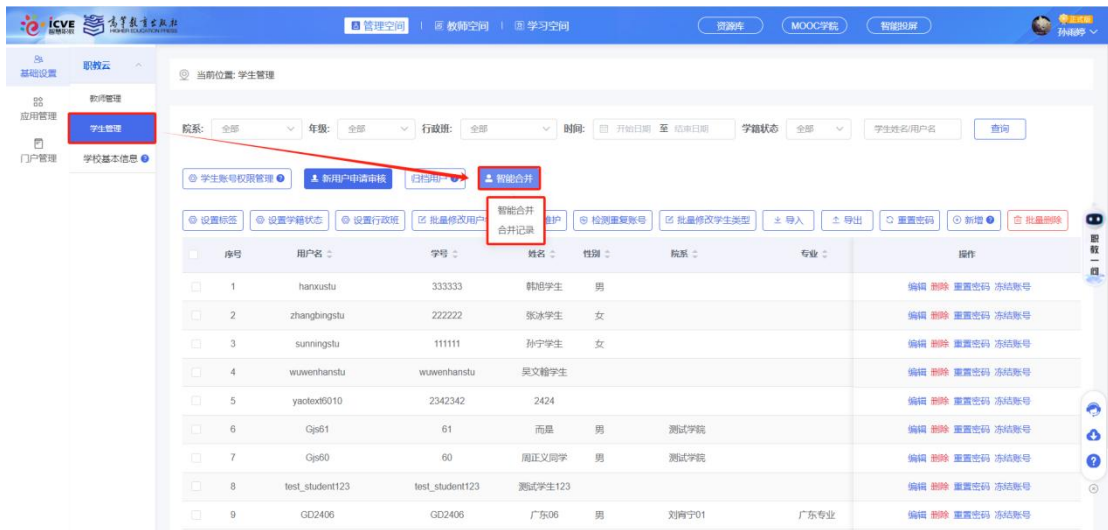 icve 智慧职教 高等教育出版社 HIGHER EDUCATION PRESS 管理空间 教师空间 学习空间 资源库 MOOC学院 智能投屏 正式版 孙雨婷
基础设置
应用管理
门户管理
职教云
教师管理
学生管理
学校基本信息
当前位置: 学生管理
院系: 全部 年级: 全部 行政班: 全部 时间: 开始日期 至 结束日期 学籍状态 全部 学生姓名/用户名 查询
学生账号权限管理 新用户申请审核 归档用户 智能合并
智能合并
合并记录
设置标签 设置学籍状态 设置行政班 批量修改用户 维护 检测重复账号 批量修改学生类型 导入 导出 重置密码 新增 批量删除
序号 用户名 学号 姓名 性别 院系 专业 操作
1 hanxustu 333333 韩旭学生 男 编辑 删除 重置密码 冻结账号
2 zhangbingstu 222222 张冰学生 女 编辑 删除 重置密码 冻结账号
3 sunningstu 111111 孙宁学生 女 编辑 删除 重置密码 冻结账号
4 wuwenhanstu wuwenhanstu 吴文翰学生 编辑 删除 重置密码 冻结账号
5 yaotext6010 2342342 2424 编辑 删除 重置密码 冻结账号
6 Gjs61 61 而是 男 测试学院 编辑 删除 重置密码 冻结账号
7 Gjs60 60 周正义同学 男 测试学院 编辑 删除 重置密码 冻结账号
8 test_student123 test_student123 测试学生123 编辑 删除 重置密码 冻结账号
9 GD2406 GD2406 广东06 男 刘宵宁01 广东专业 编辑 删除 重置密码 冻结账号
职教一问